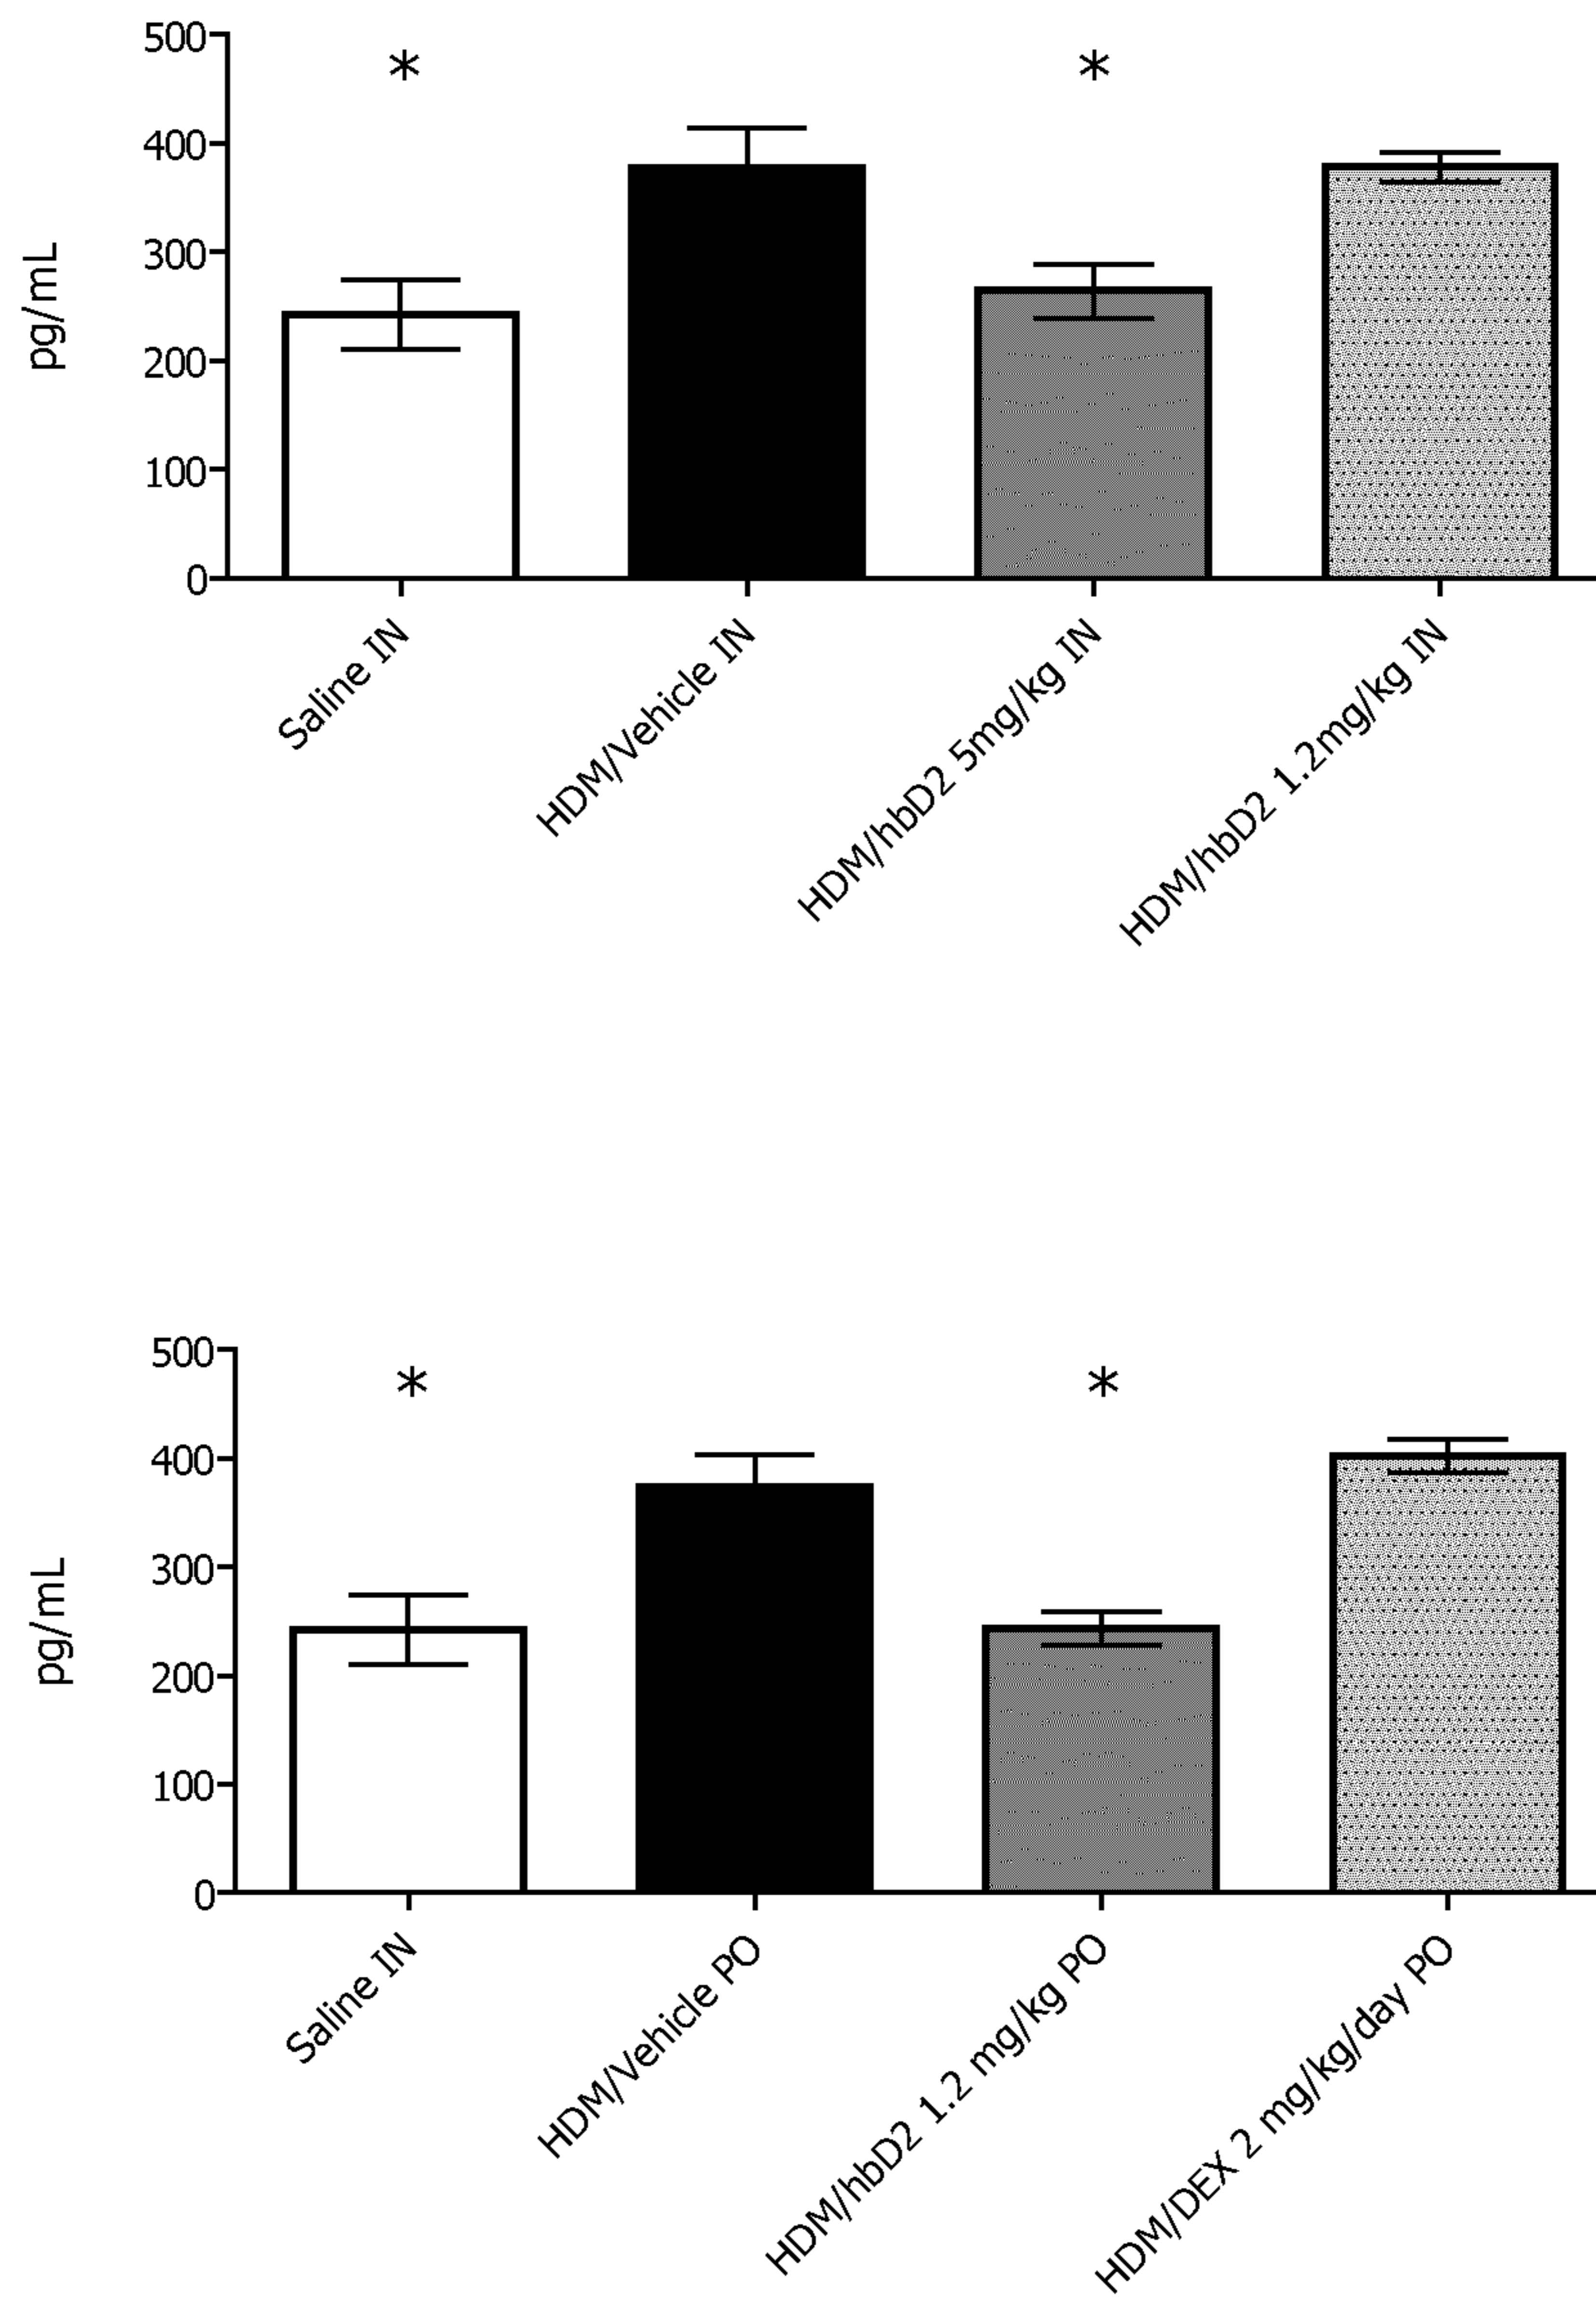 500
*
*
400
300
200
100
0
pg/mL
Saline IN
HDM/Vehicle IN
HDM/hbD2 5mg/kg IN
HDM/hbD2 1.2mg/kg IN
500
*
*
400
300
200
100
0
pg/mL
Saline IN
HDM/Vehicle PO
HDM/hbD2 1.2 mg/kg PO
HDM/DEX 2 mg/kg/day PO